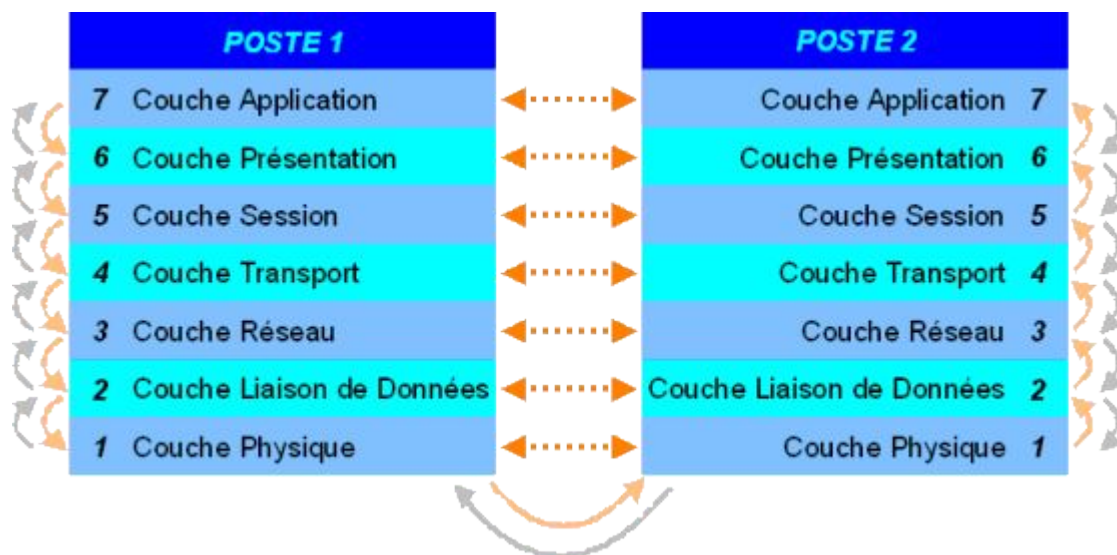 POSTE 1
7 Couche Application
6 Couche Présentation
5 Couche Session
4 Couche Transport
3 Couche Réseau
2 Couche Liaison de Données
1 Couche Physique
POSTE 2
Couche Application 7
Couche Présentation 6
Couche Session 5
Couche Transport 4
Couche Réseau 3
Couche Liaison de Données 2
Couche Physique 1